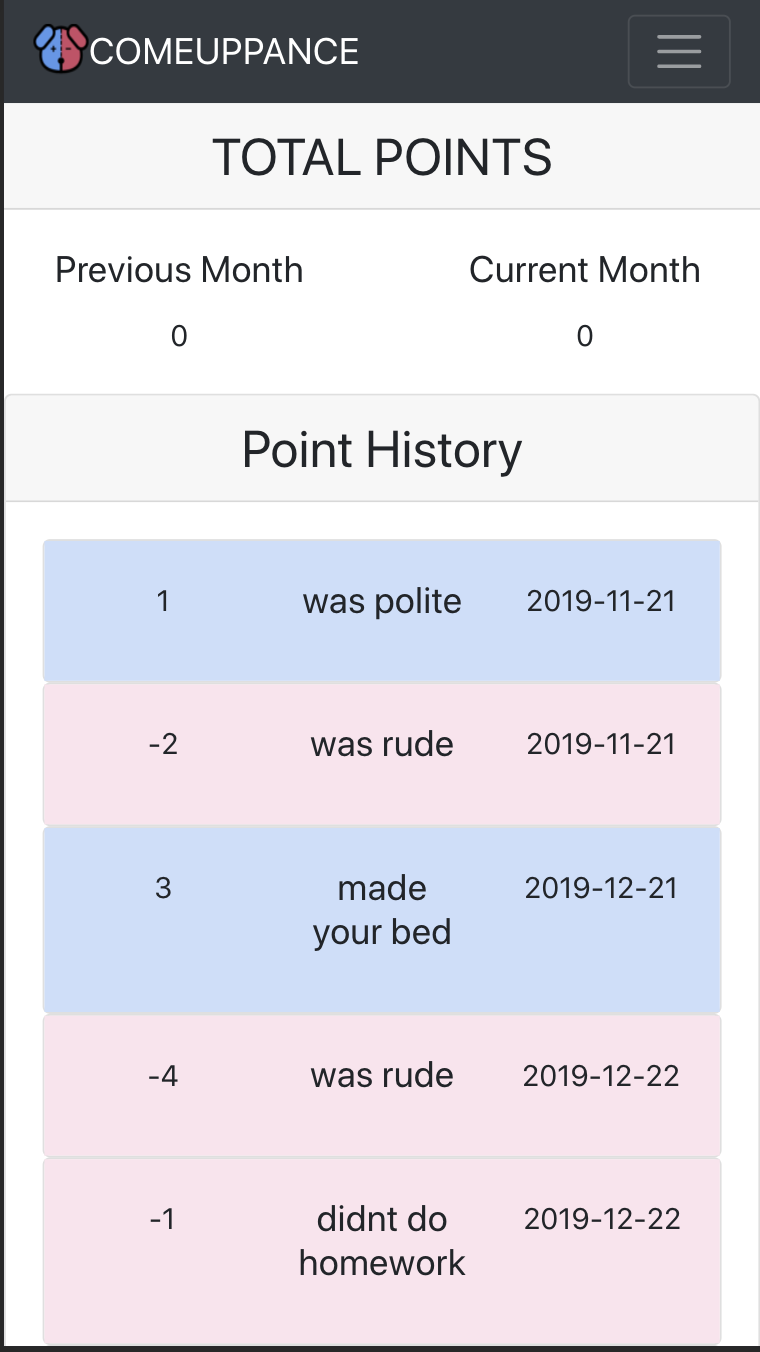 COMEUPPANCE
TOTAL POINTS
Previous Month Current Month
0 0
Point History
1 was polite 2019-11-21
-2 was rude 2019-11-21
3 made 2019-12-21
your bed
-4 was rude 2019-12-22
-1 didnt do 2019-12-22
homework